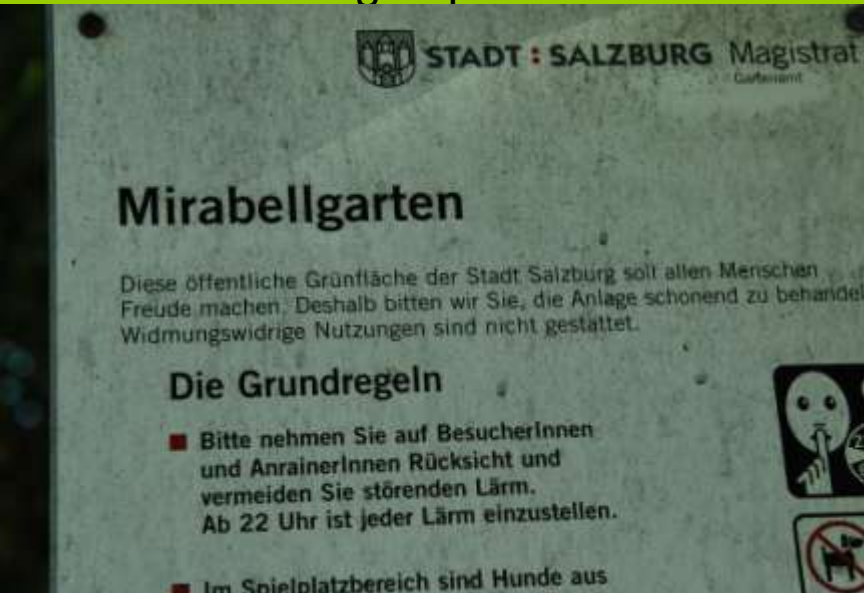 STADT : SALZBURG Magistrat
Gartenamt
Mirabellgarten
Diese öffentliche Grünfläche der Stadt Salzburg soll allen Menschen
Freude machen. Deshalb bitten wir Sie, die Anlage schonend zu behandel
Widmungswidrige Nutzungen sind nicht gestattet.
Die Grundregeln
■ Bitte nehmen Sie auf BesucherInnen
und AnrainerInnen Rücksicht und
vermeiden Sie störenden Lärm.
Ab 22 Uhr ist jeder Lärm einzustellen.
■ Im Spielplatzbereich sind Hunde aus